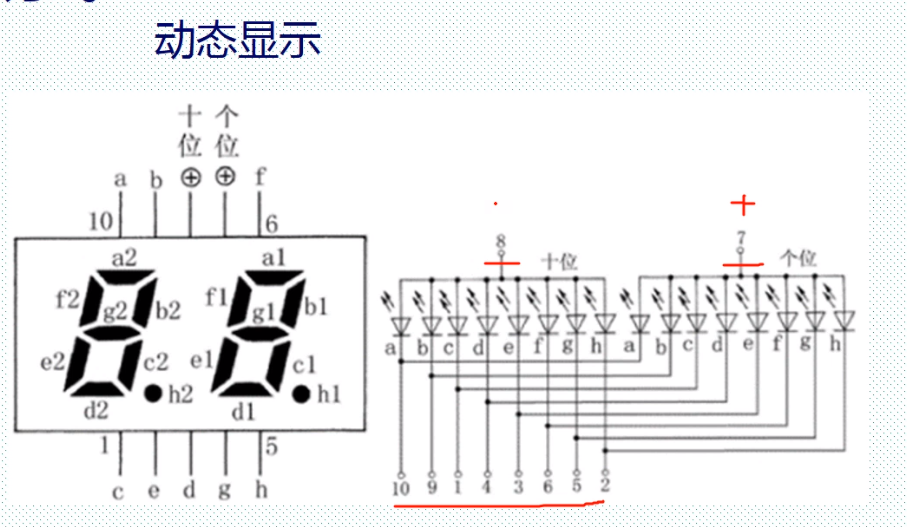 动态显示
十 个
位 位
a b ⊕ ⊕ f
10 6
a2 a1
f2 g2 b2 f1 g1 b1
e2 c2 e1 c1
h2 h1
d2 d1
1 5
c e d g h
+
8 十位 7 个位
a b c d e f g h a b c d e f g h
10 9 1 4 3 6 5 2